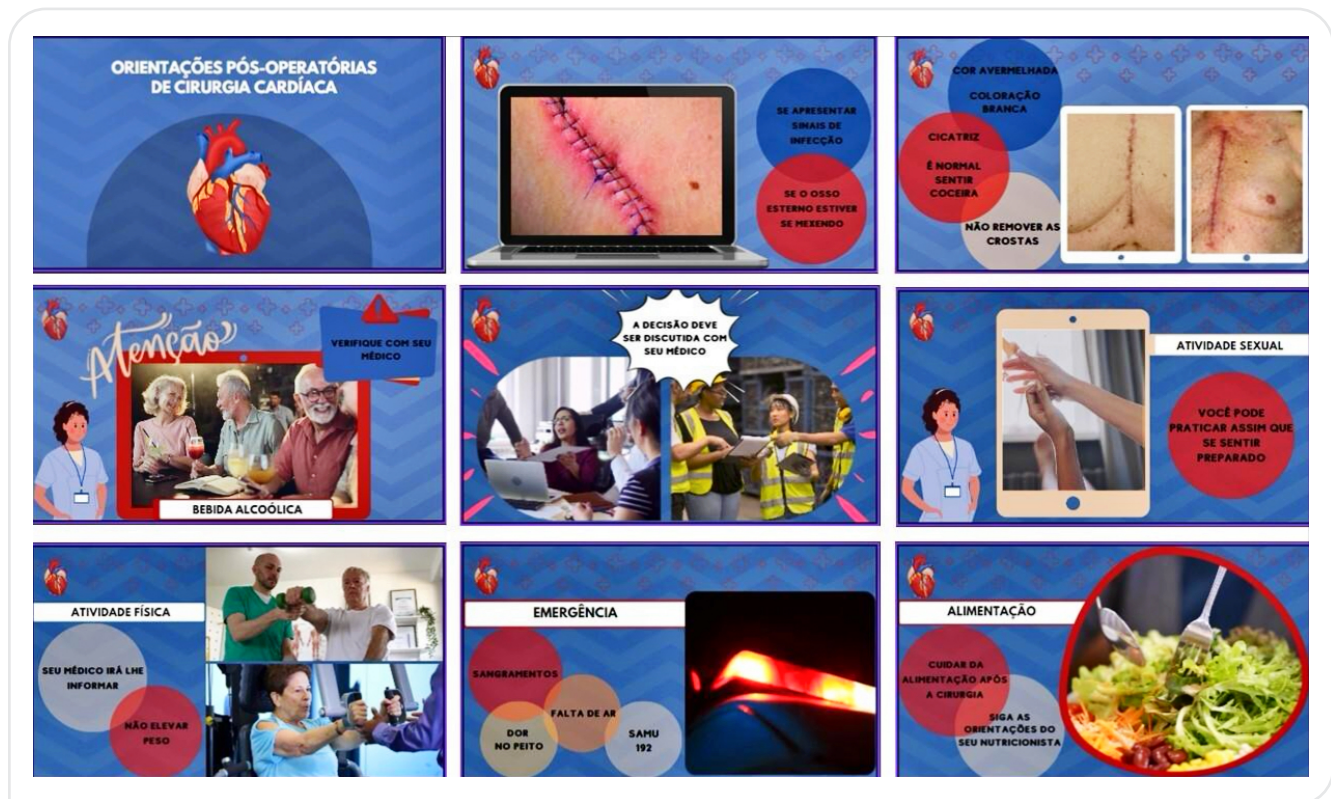 ORIENTAÇÕES PÓS-OPERATÓRIAS
DE CIRURGIA CARDÍACA
SE APRESENTAR
SINAIS DE
INFECÇÃO
SE O OSSO
ESTERNO ESTIVER
SE MEXENDO
COR AVERMELHADA
COLORAÇÃO
BRANCA
CICATRIZ
É NORMAL
SENTIR
COCEIRA
NÃO REMOVER AS
CROSTAS
Atenção
VERIFIQUE COM SEU
MÉDICO
BEBIDA ALCOÓLICA
A DECISÃO DEVE
SER DISCUTIDA COM
SEU MÉDICO
ATIVIDADE SEXUAL
VOCÊ PODE
PRATICAR ASSIM QUE
SE SENTIR
PREPARADO
ATIVIDADE FÍSICA
SEU MÉDICO IRÁ LHE
INFORMAR
NÃO ELEVAR
PESO
EMERGÊNCIA
SANGRAMENTOS
FALTA DE AR
DOR
NO PEITO
SAMU
192
ALIMENTAÇÃO
CUIDAR DA
ALIMENTAÇÃO APÓS
A CIRURGIA
SIGA AS
ORIENTAÇÕES DO
SEU NUTRICIONISTA